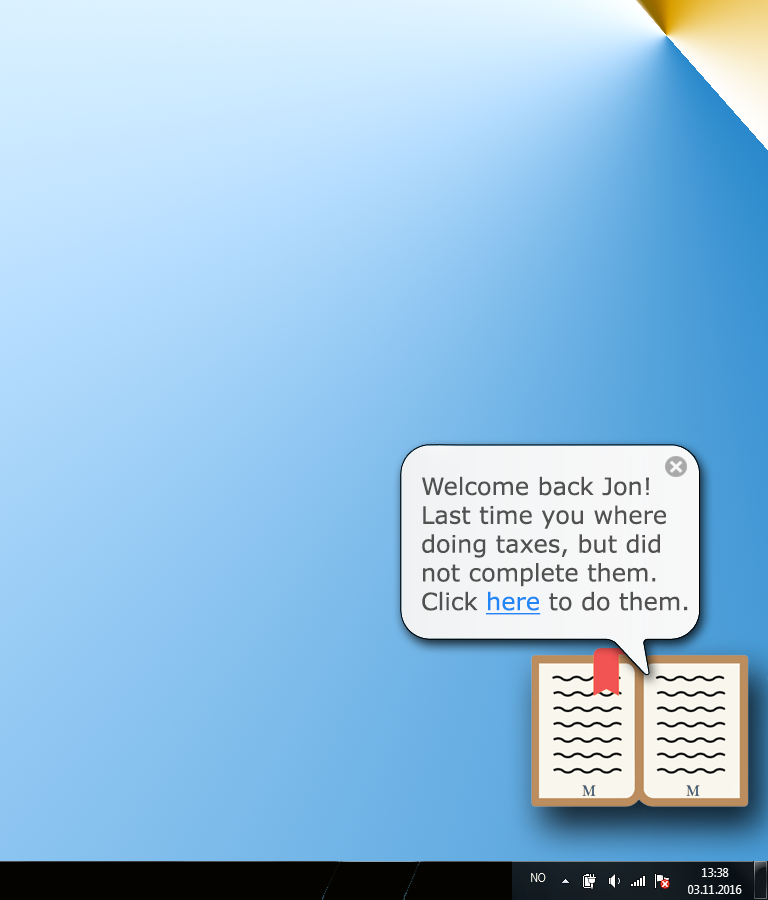 Welcome back Jon!
Last time you where
doing taxes, but did
not complete them.
Click here to do them.
M M
NO
13:38
03.11.2016